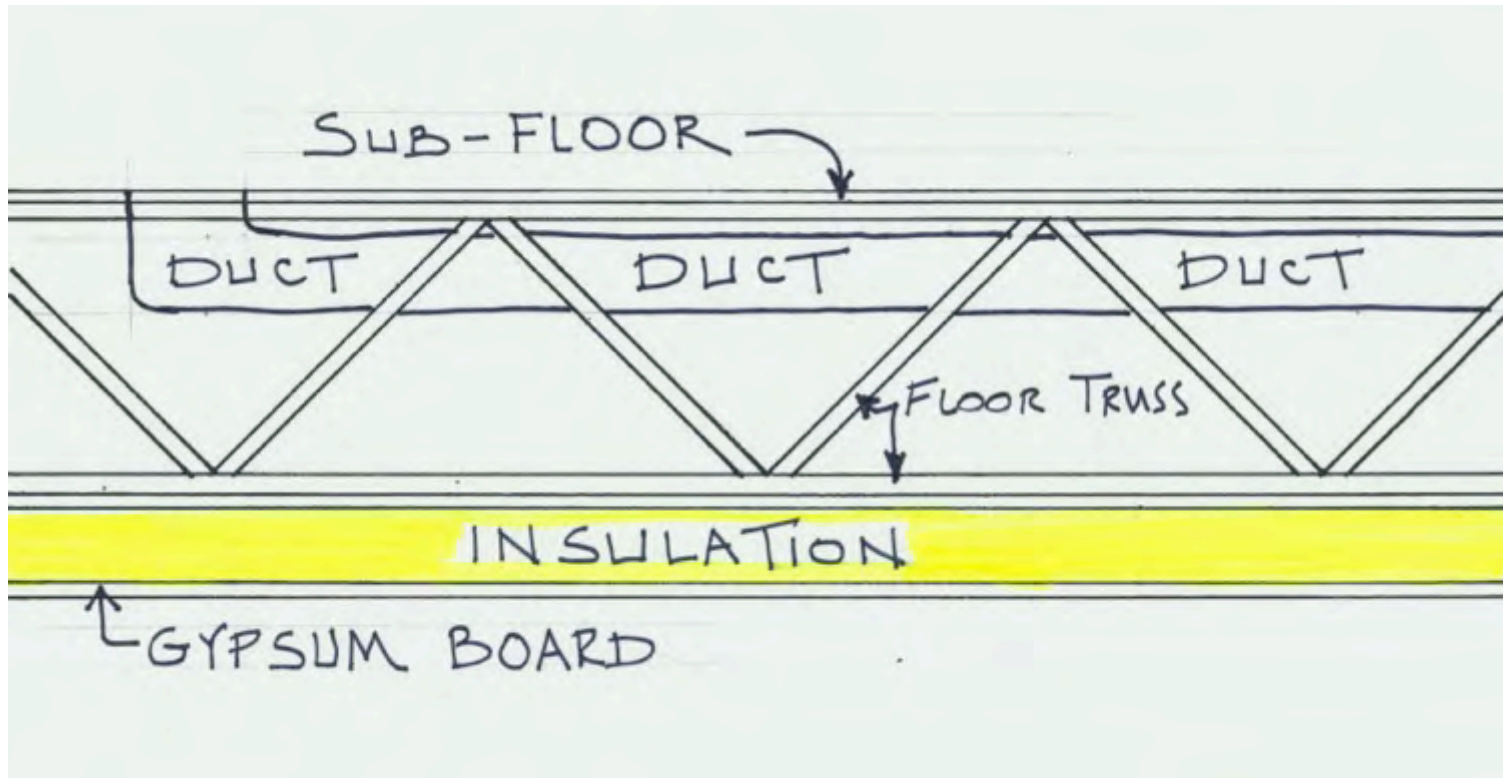 SUB-FLOOR
DUCT DUCT DUCT
FLOOR TRUSS
INSULATION
GYPSUM BOARD